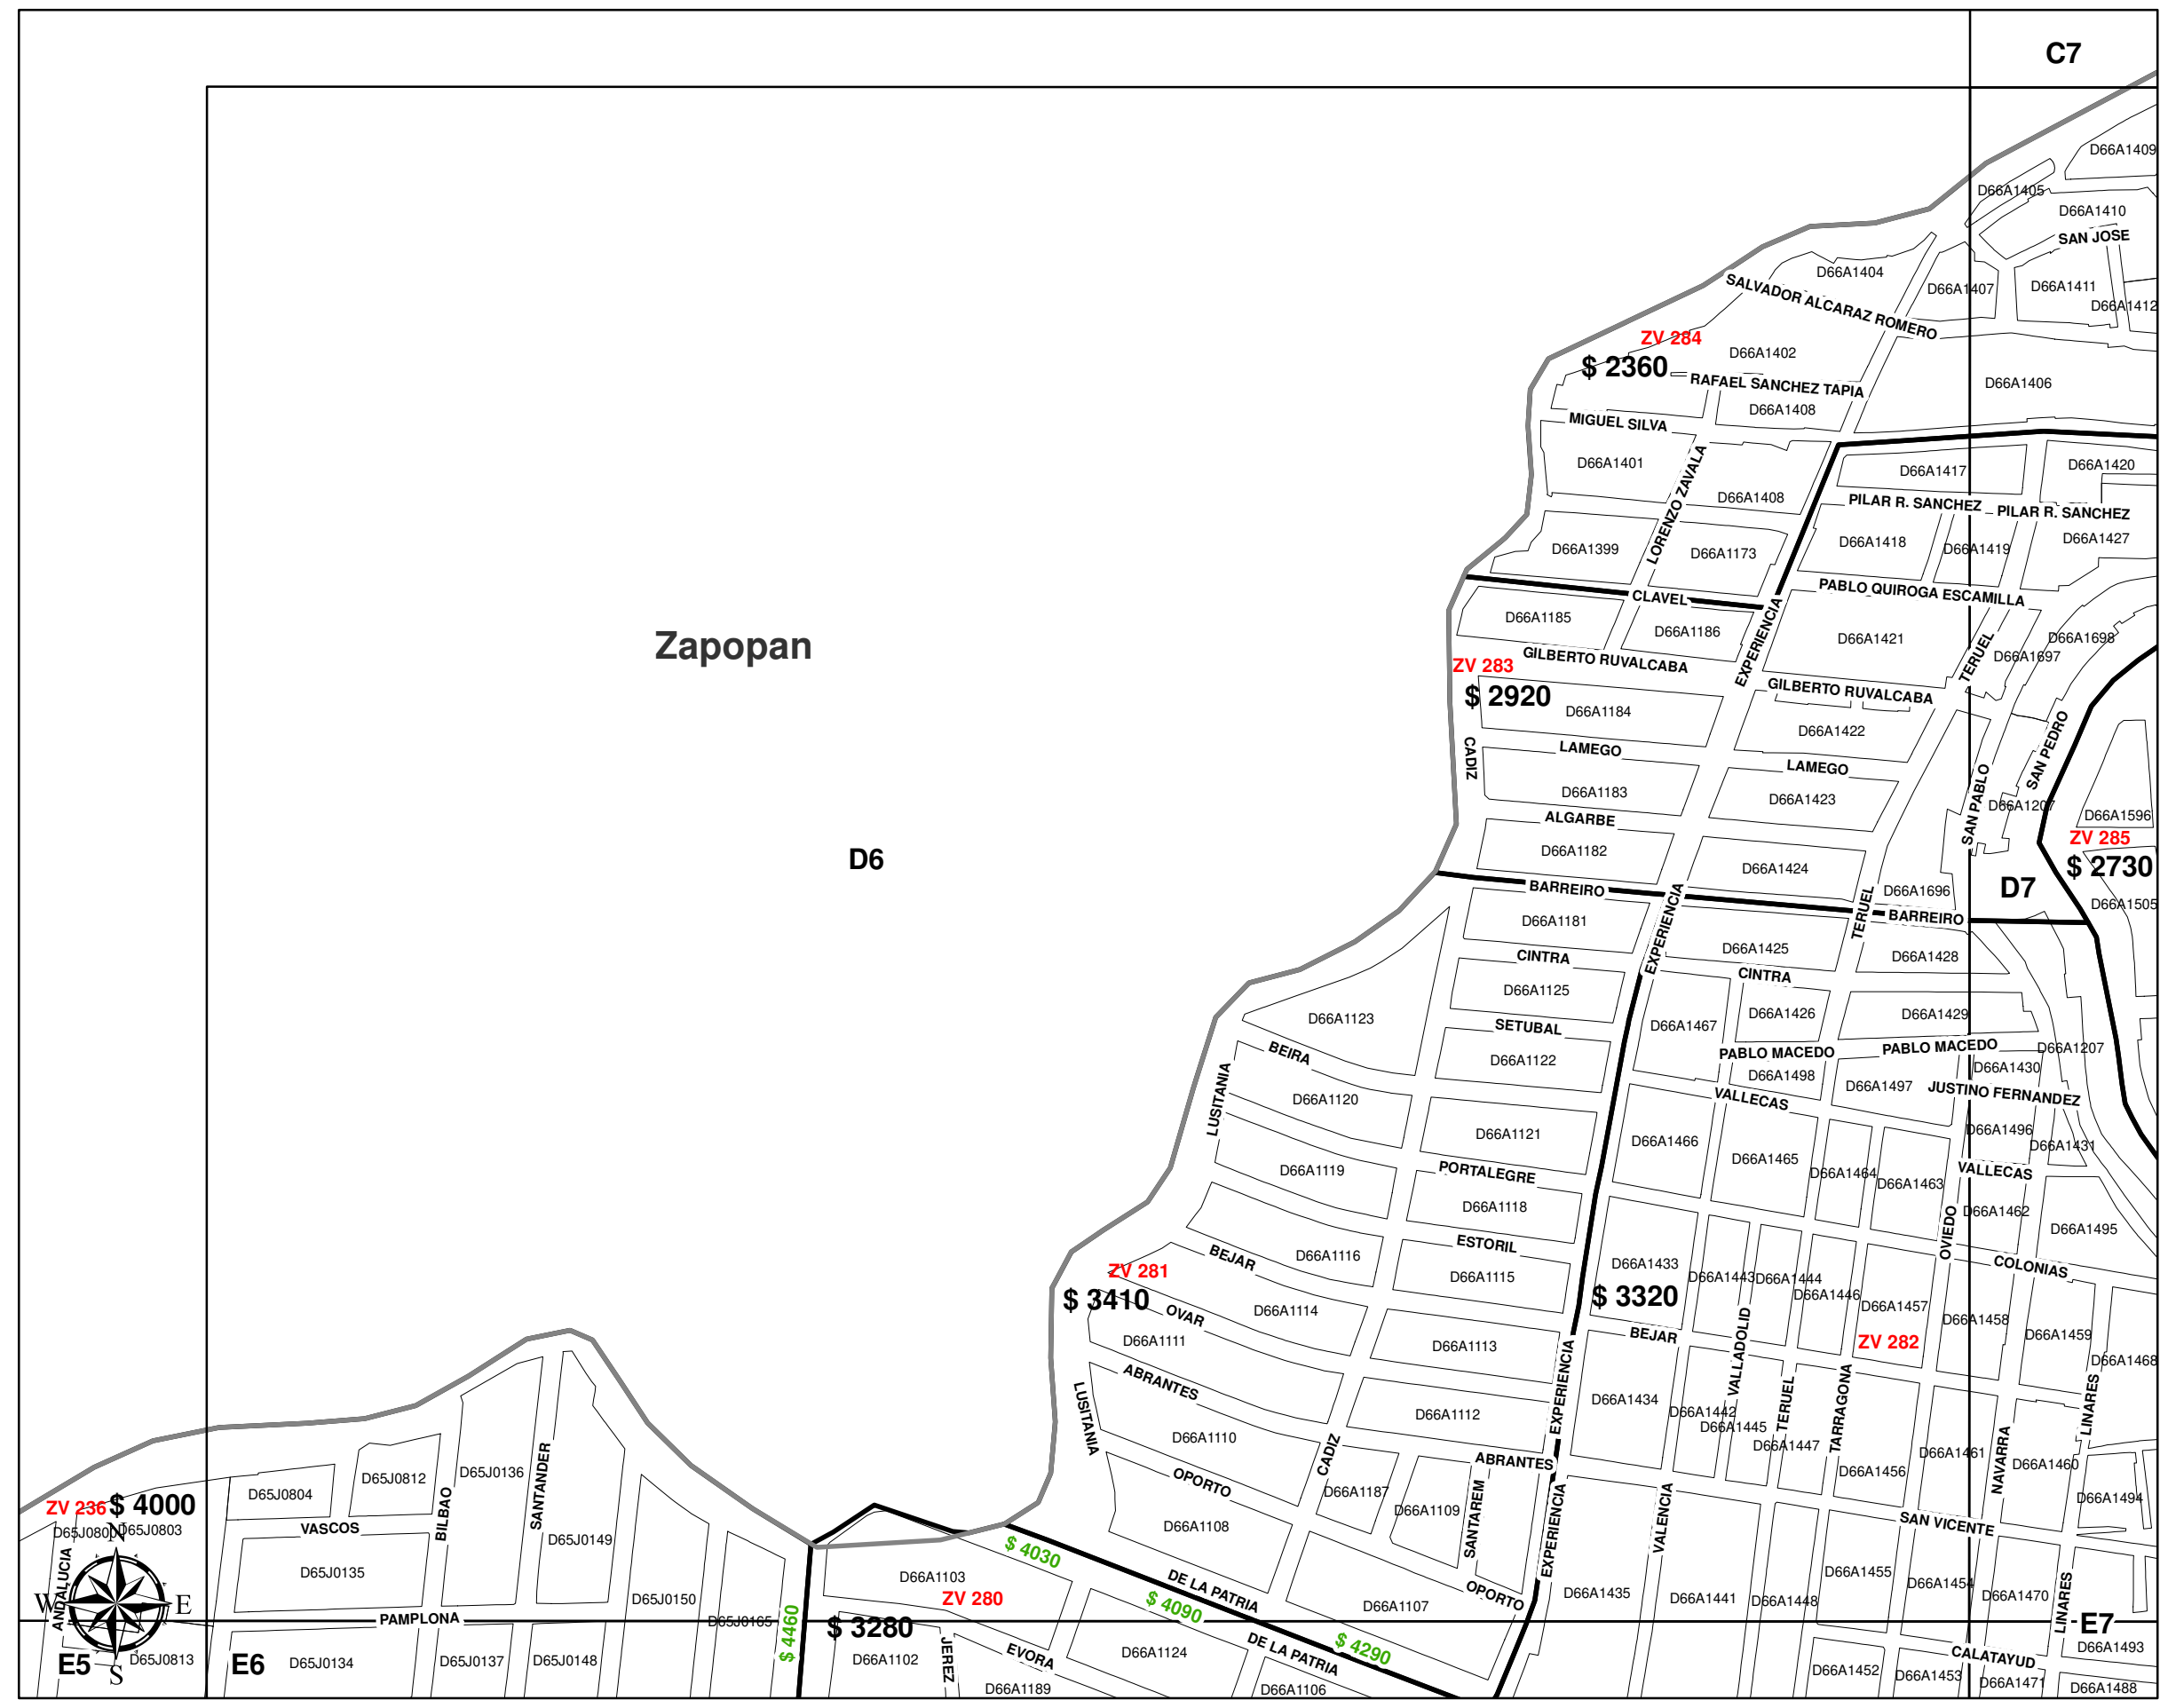 C7
D66A1409
D66A1405
D66A1410
SAN JOSE
D66A1404
D66A1407
D66A1411
D66A1412
SALVADOR ALCARAZ ROMERO
ZV 284
$ 2360
D66A1402
RAFAEL SANCHEZ TAPIA
D66A1406
D66A1408
MIGUEL SILVA
D66A1401
LORENZO ZAVALA
D66A1408
D66A1417
D66A1420
PILAR R. SANCHEZ
PILAR R. SANCHEZ
D66A1399
D66A1173
D66A1418
D66A1419
D66A1427
CLAVEL
PABLO QUIROGA ESCAMILLA
D66A1185
D66A1186
EXPERIENCIA
D66A1421
TERUEL
D66A1698
D66A1697
Zapopan
GILBERTO RUVALCABA
ZV 283
$ 2920
GILBERTO RUVALCABA
D66A1184
D66A1422
SAN PEDRO
CADIZ
LAMEGO
LAMEGO
D66A1183
D66A1423
SAN PABLO
D66A1207
D66A1596
ALGARBE
ZV 285
$ 2730
D6
D66A1182
D66A1424
D66A1696
D7
D66A1505
BARREIRO
BARREIRO
D66A1181
EXPERIENCIA
TERUEL
D66A1425
D66A1428
CINTRA
CINTRA
D66A1125
D66A1123
SETUBAL
D66A1467
D66A1426
D66A1429
BEIRA
D66A1122
PABLO MACEDO
PABLO MACEDO
D66A1207
D66A1430
D66A1498
D66A1497
JUSTINO FERNANDEZ
LUSITANIA
D66A1120
VALLECAS
D66A1121
D66A1466
D66A1496
D66A1431
D66A1119
PORTALEGRE
D66A1465
D66A1464
D66A1463
VALLECAS
D66A1118
D66A1462
D66A1495
OVIEDO
ESTORIL
D66A1116
BEJAR
COLONIAS
ZV 281
$ 3410
D66A1115
D66A1433
D66A1443
D66A1444
D66A1446
$ 3320
D66A1457
D66A1458
D66A1459
OVAR
D66A1114
D66A1111
D66A1113
BEJAR
ZV 282
D66A1468
ABRANTES
VALLADOLID
TERUEL
TARRAGONA
LINARES
LUSITANIA
EXPERIENCIA
D66A1434
D66A1442
D66A1445
D66A1447
D66A1112
D66A1110
CADIZ
ABRANTES
D66A1456
D66A1461
NAVARRA
D66A1460
D66A1494
OPORTO
D66A1187
D66A1109
SANTAREM
EXPERIENCIA
VALENCIA
SAN VICENTE
D66A1108
D65J0812
D65J0136
SANTANDER
D65J0804
ZV 236
$ 4000
D65J0800
D65J0803
VASCOS
BILBAO
D65J0149
N
W
E
S
ANDALUCIA
D65J0135
D65J0150
D65J0165
PAMPLONA
$ 4460
D66A1103
ZV 280
$ 3280
$ 4030
DE LA PATRIA
$ 4090
OPORTO
D66A1107
D66A1435
D66A1441
D66A1448
D66A1455
D66A1454
D66A1470
LINARES
E7
E5
D65J0813
E6
D65J0134
D65J0137
D65J0148
D66A1102
JEREZ
EVORA
D66A1189
D66A1124
DE LA PATRIA
$ 4290
D66A1106
D66A1452
D66A1453
CALATAYUD
D66A1471
D66A1493
D66A1488